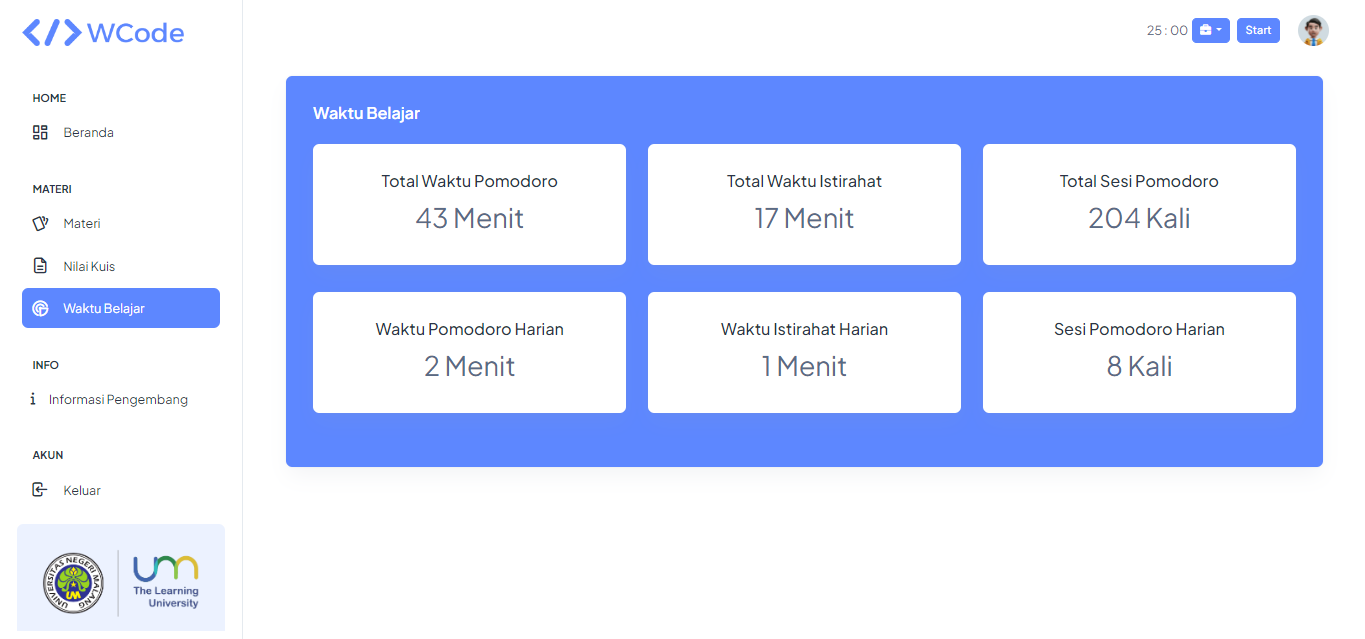 </> WCode
25 : 00
Start
HOME
Beranda
MATERI
Materi
Nilai Kuis
Waktu Belajar
INFO
Informasi Pengembang
AKUN
Keluar
UNIVERSITAS NEGERI MALANG
UM
um
The Learning
University
Waktu Belajar
Total Waktu Pomodoro
43 Menit
Total Waktu Istirahat
17 Menit
Total Sesi Pomodoro
204 Kali
Waktu Pomodoro Harian
2 Menit
Waktu Istirahat Harian
1 Menit
Sesi Pomodoro Harian
8 Kali